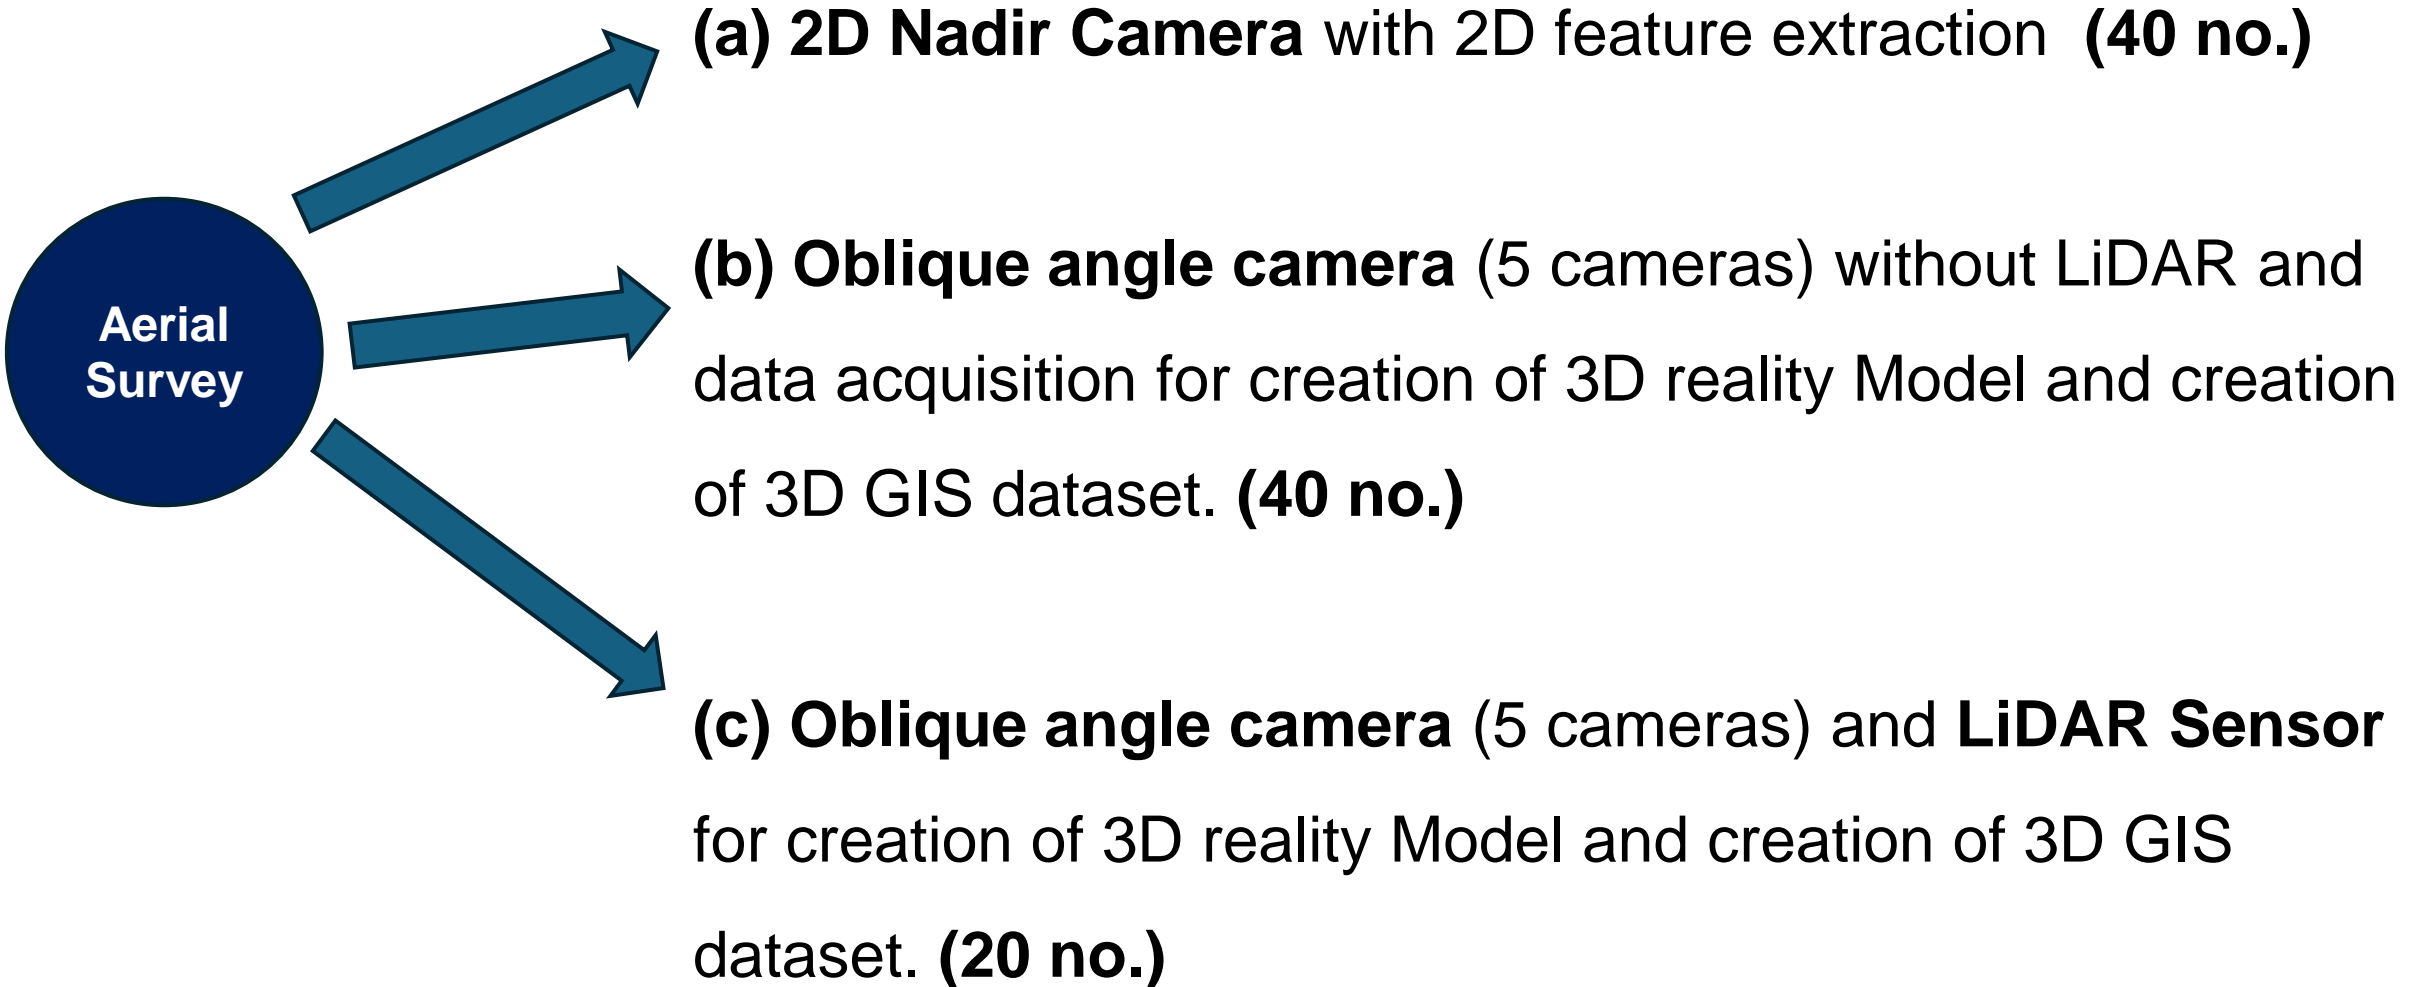 (a) 2D Nadir Camera with 2D feature extraction (40 no.)
Aerial
Survey
(b) Oblique angle camera (5 cameras) without LiDAR and
data acquisition for creation of 3D reality Model and creation
of 3D GIS dataset. (40 no.)
(c) Oblique angle camera (5 cameras) and LiDAR Sensor
for creation of 3D reality Model and creation of 3D GIS
dataset. (20 no.)